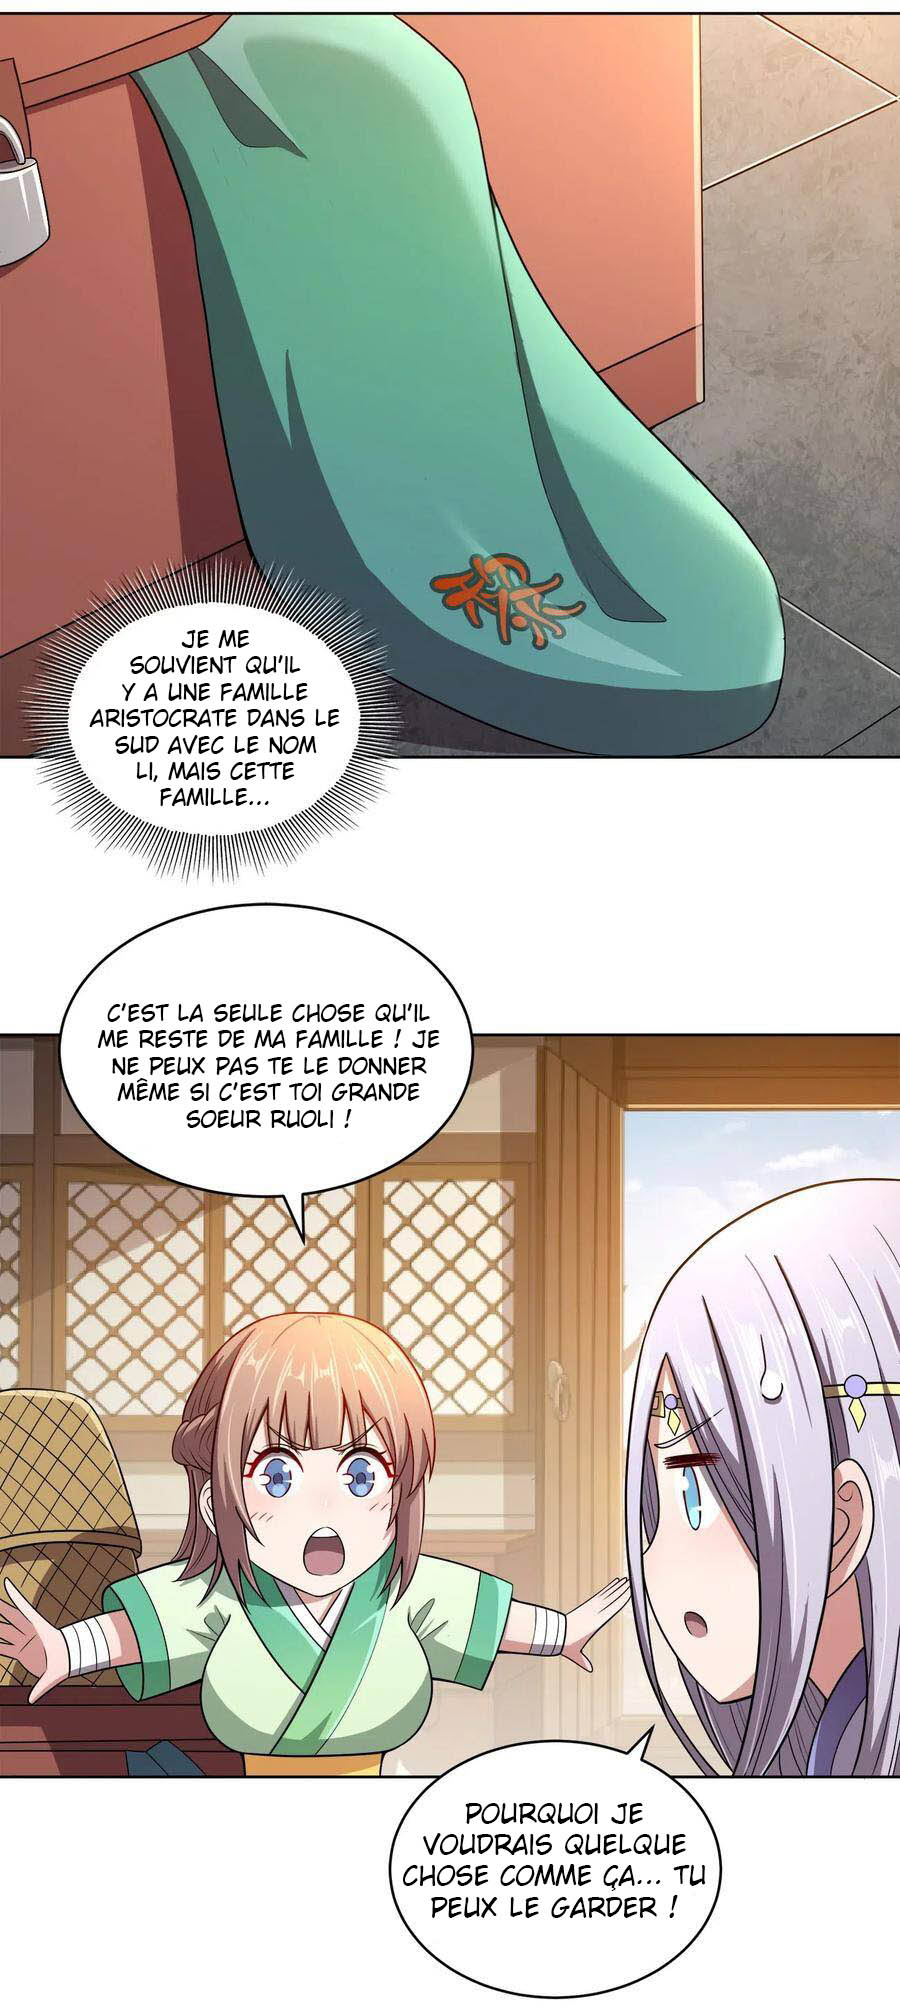 JE ME
SOUVIENT QU'IL
Y A UNE FAMILLE
ARISTOCRATE DANS LE
SUD AVEC LE NOM
LI, MAIS CETTE
FAMILLE...
C'EST LA SEULE CHOSE QU'IL
ME RESTE DE MA FAMILLE ! JE
NE PEUX PAS TE LE DONNER
MÊME SI C'EST TOI GRANDE
SOEUR RUOLI !
POURQUOI JE
VOUDRAIS QUELQUE
CHOSE COMME ÇA... TU
PEUX LE GARDER !